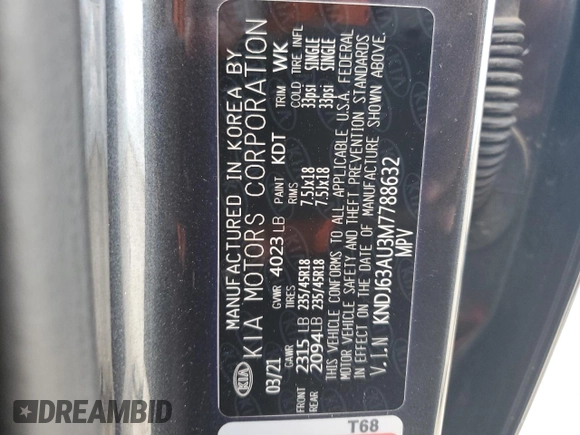 MANUFACTURED IN KOREA BY
KIA KIA MOTORS CORPORATION
03/21 GVWR 4023 LB PAINT KDT TRIM WK
GAWR TIRES RIMS COLD TIRE INFL
FRONT 2315 LB 235/45R18 7.5Jx18 33psi SINGLE
REAR 2094 LB 235/45R18 7.5Jx18 33psi SINGLE
THIS VEHICLE CONFORMS TO ALL APPLICABLE U.S.A. FEDERAL
MOTOR VEHICLE SAFETY AND THEFT PREVENTION STANDARDS
IN EFFECT ON THE DATE OF MANUFACTURE SHOWN ABOVE.
V.I.N KNDJ63AU3M7788632
MPV
T68
DREAMBID